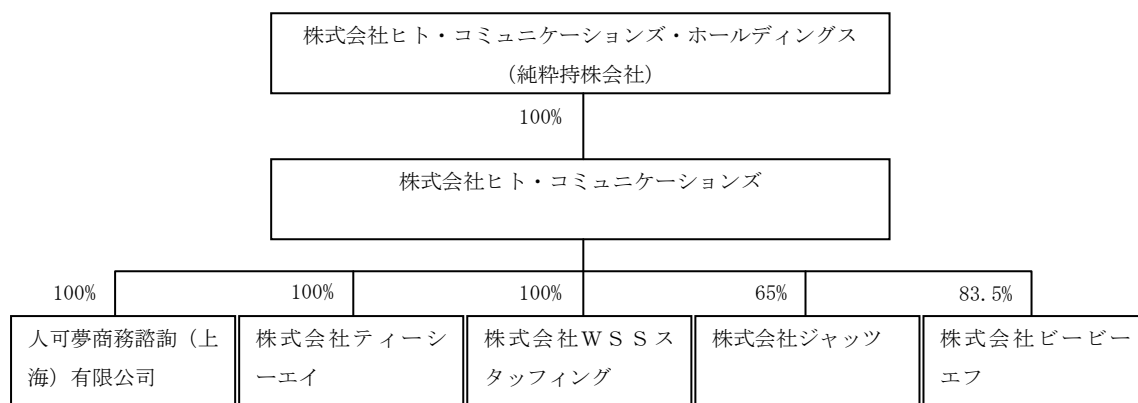 株式会社ヒト・コミュニケーションズ・ホールディングス
（純粋持株会社）
100%
株式会社ヒト・コミュニケーションズ
100%
100%
100%
65%
83.5%
人可夢商務諮詢（上
海）有限公司
株式会社ティーシ
ーエイ
株式会社ＷＳＳス
タッフィング
株式会社ジャッツ
株式会社ビービー
エフ